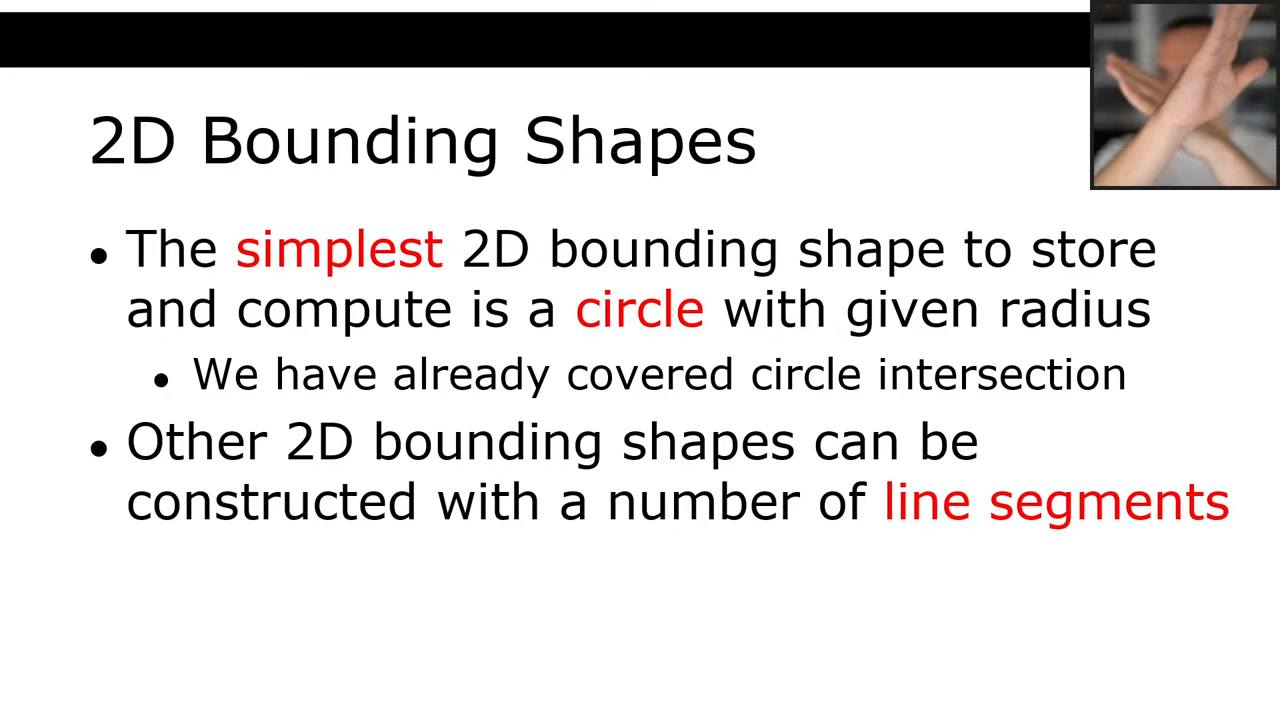 2D Bounding Shapes
• The simplest 2D bounding shape to store
and compute is a circle with given radius
• We have already covered circle intersection
• Other 2D bounding shapes can be
constructed with a number of line segments